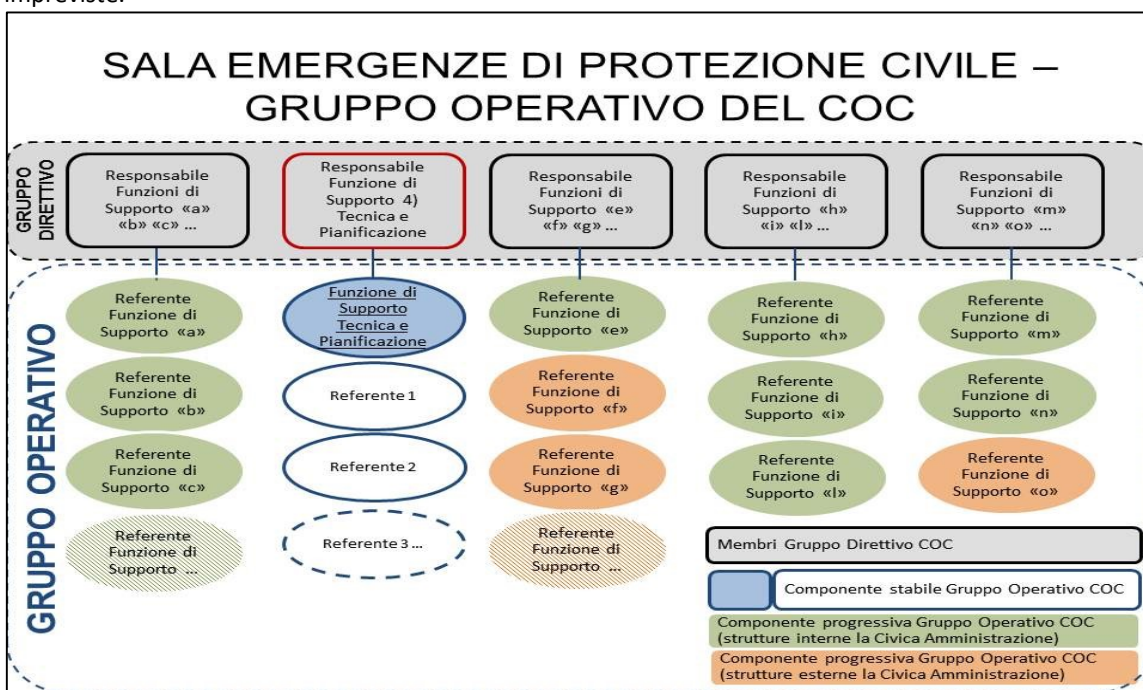 impreviste.
SALA EMERGENZE DI PROTEZIONE CIVILE –
GRUPPO OPERATIVO DEL COC
GRUPPO
DIRETTIVO
Responsabile
Funzioni di
Supporto «a»
«b» «c» ...
Responsabile
Funzione di
Supporto 4)
Tecnica e
Pianificazione
Responsabile
Funzioni di
Supporto «e»
«f» «g» ...
Responsabile
Funzioni di
Supporto «h»
«i» «l» ...
Responsabile
Funzioni di
Supporto «m»
«n» «o» ...
GRUPPO OPERATIVO
Referente
Funzione di
Supporto «a»
Referente
Funzione di
Supporto «b»
Referente
Funzione di
Supporto «c»
Referente
Funzione di
Supporto ...
Funzione di
Supporto
Tecnica e
Pianificazione
Referente 1
Referente 2
Referente 3 ...
Referente
Funzione di
Supporto «e»
Referente
Funzione di
Supporto «f»
Referente
Funzione di
Supporto «g»
Referente
Funzione di
Supporto ...
Referente
Funzione di
Supporto «h»
Referente
Funzione di
Supporto «i»
Referente
Funzione di
Supporto «l»
Referente
Funzione di
Supporto «m»
Referente
Funzione di
Supporto «n»
Referente
Funzione di
Supporto «o»
Membri Gruppo Direttivo COC
Componente stabile Gruppo Operativo COC
Componente progressiva Gruppo Operativo COC
(strutture interne la Civica Amministrazione)
Componente progressiva Gruppo Operativo COC
(strutture esterne la Civica Amministrazione)